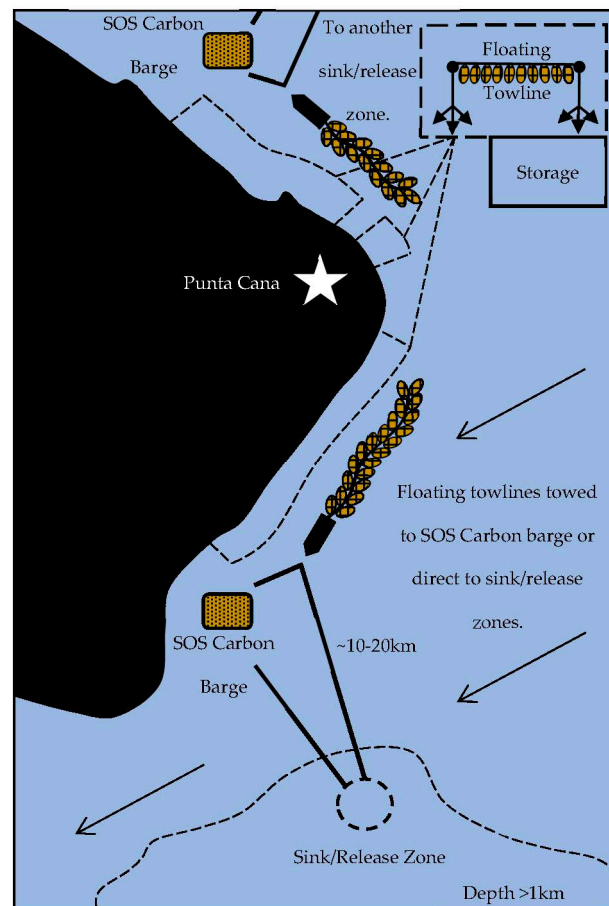 SOS Carbon
Barge
To another
sink/release
zone.
Floating
Towline
Storage
Punta Cana
Floating towlines towed
to SOS Carbon barge or
direct to sink/release
zones.
SOS Carbon
Barge
~10-20km
Sink/Release Zone
Depth >1km